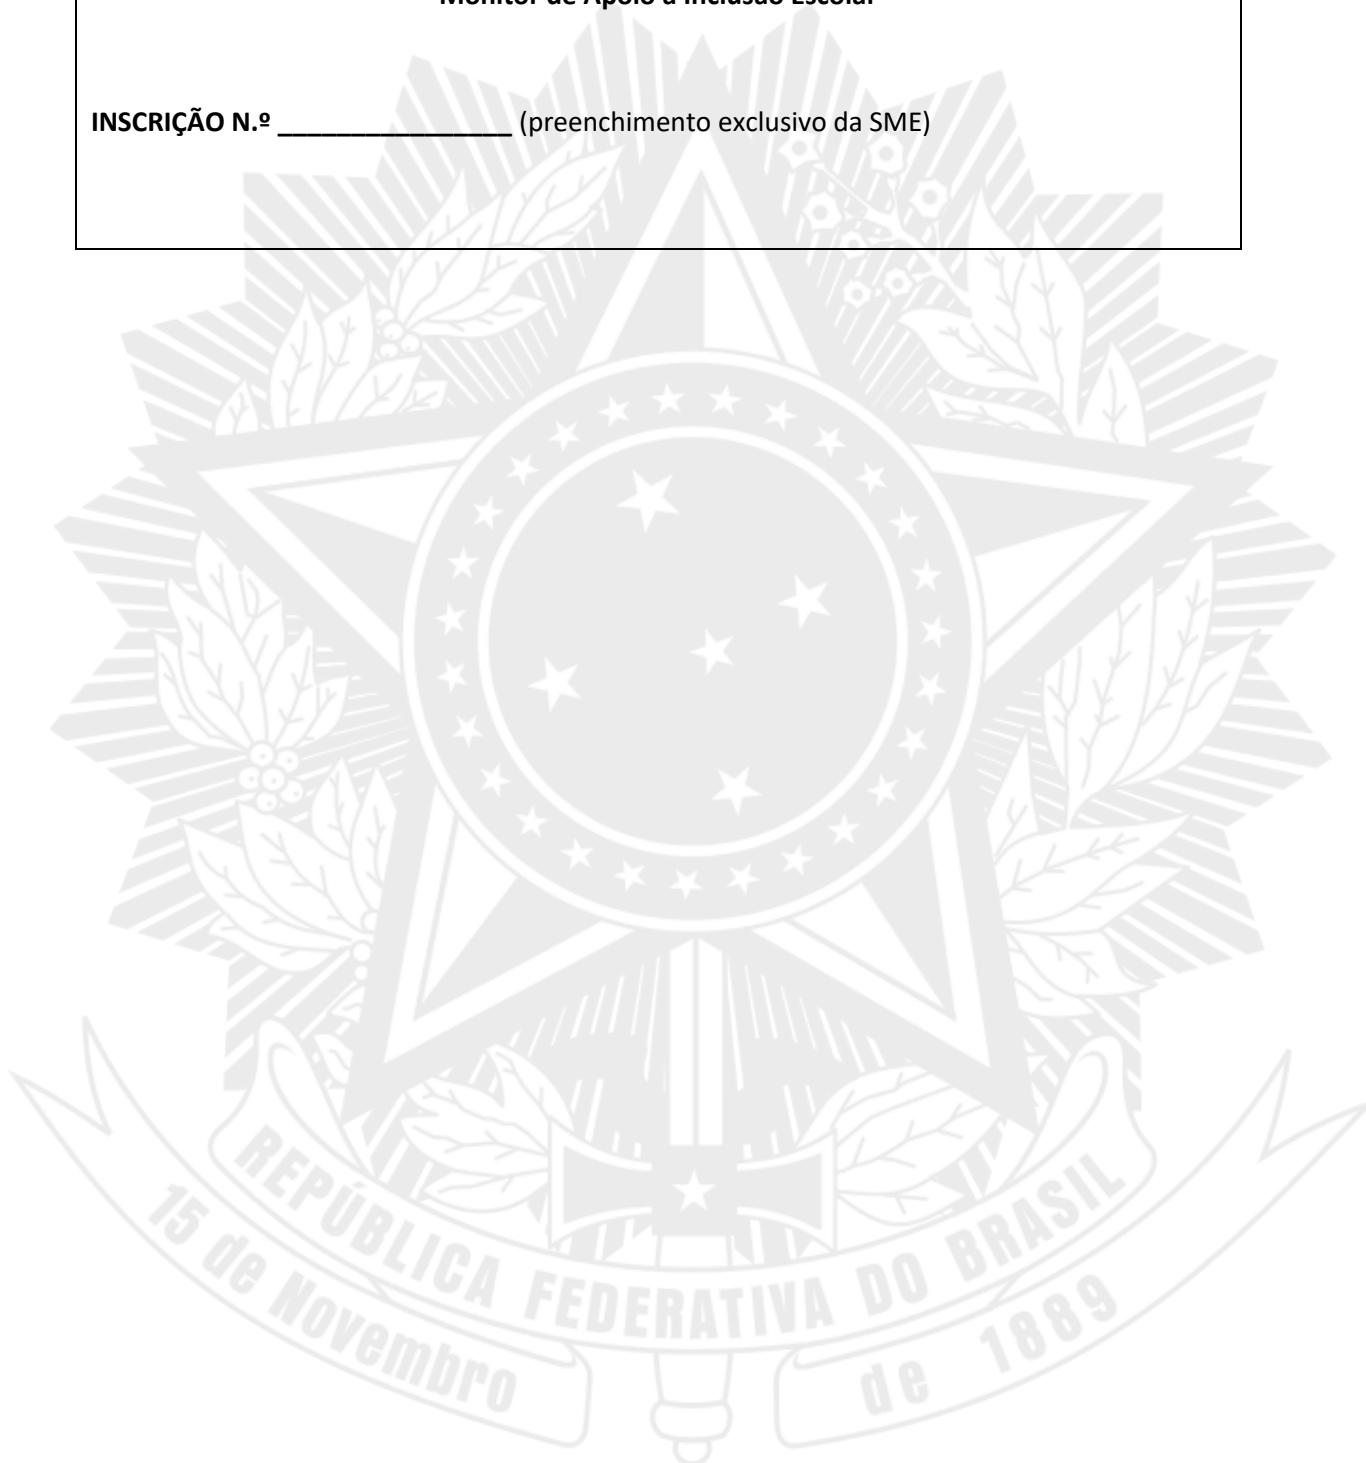 Monitor de Apoio à Inclusão Escolar
INSCRIÇÃO N.º ________________ (preenchimento exclusivo da SME)
REPÚBLICA FEDERATIVA DO BRASIL
15 de Novembro de 1889